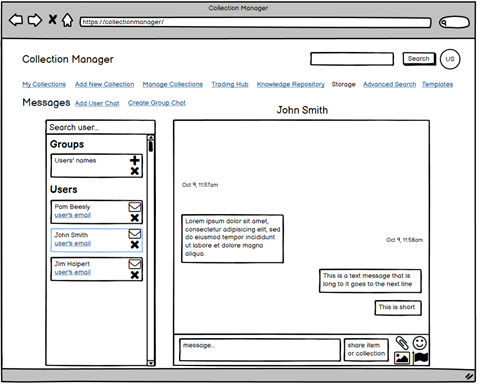 Collection Manager
https://collectionmanager/
Collection Manager
Search
US
My Collections
Add New Collection
Manage Collections
Trading Hub
Knowledge Repository
Storage
Advanced Search
Templates
Messages
Add User Chat
Create Group Chat
John Smith
Search user...
Groups
Users' names
Users
Pam Beesly
user's email
John Smith
user's email
Jim Halpert
user's email
Oct 9, 11:57am
Lorem ipsum dolor sit amet,
consectetur adipisicing elit, sed
do eiusmod tempor incididunt
ut labore et dolore magna
aliqua.
Oct 9, 11:58am
This is a text message that is
long to it goes to the next line
This is short
message...
share item
or collection